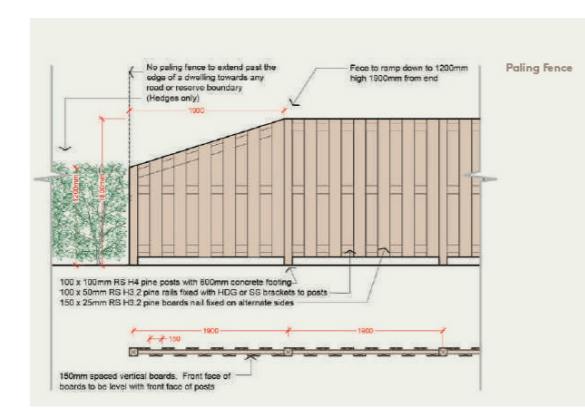 No paling fence to extend past the
edge of a dwelling towards any
road or reserve boundary
(Hedges only)
Fece to ramp down to 1200mm
high 1900mm from end
Paling Fence
1900
1200mm
100 x 100mm RS H4 pine posts with 600mm concrete footing
100 x 50mm RS H3.2 pine rails fixed with HDG or SS brackets to posts
150 x 25mm RS H3.2 pine boards nail fixed on alternate sides
1900
1900
150
150mm spaced vertical boards. Front face of
boards to be level with front face of posts